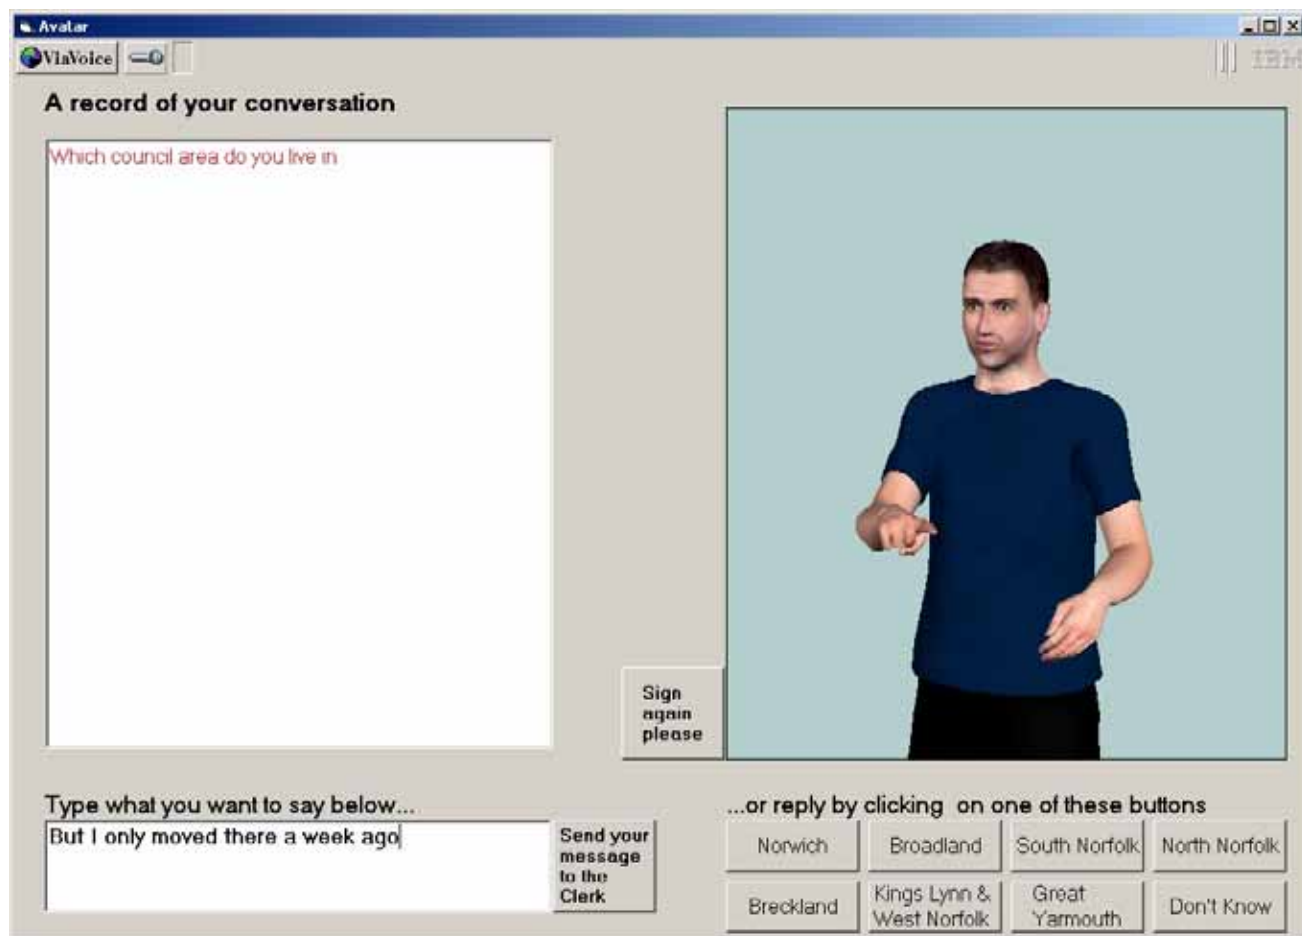 Avatar
ViaVoice
IBM
A record of your conversation
Which council area do you live in
Sign
again
please
Type what you want to say below...
But I only moved there a week ago
Send your
message
to the
Clerk
...or reply by clicking on one of these buttons
Norwich
Broadland
South Norfolk
North Norfolk
Breckland
Kings Lynn &
West Norfolk
Great
Yarmouth
Don't Know